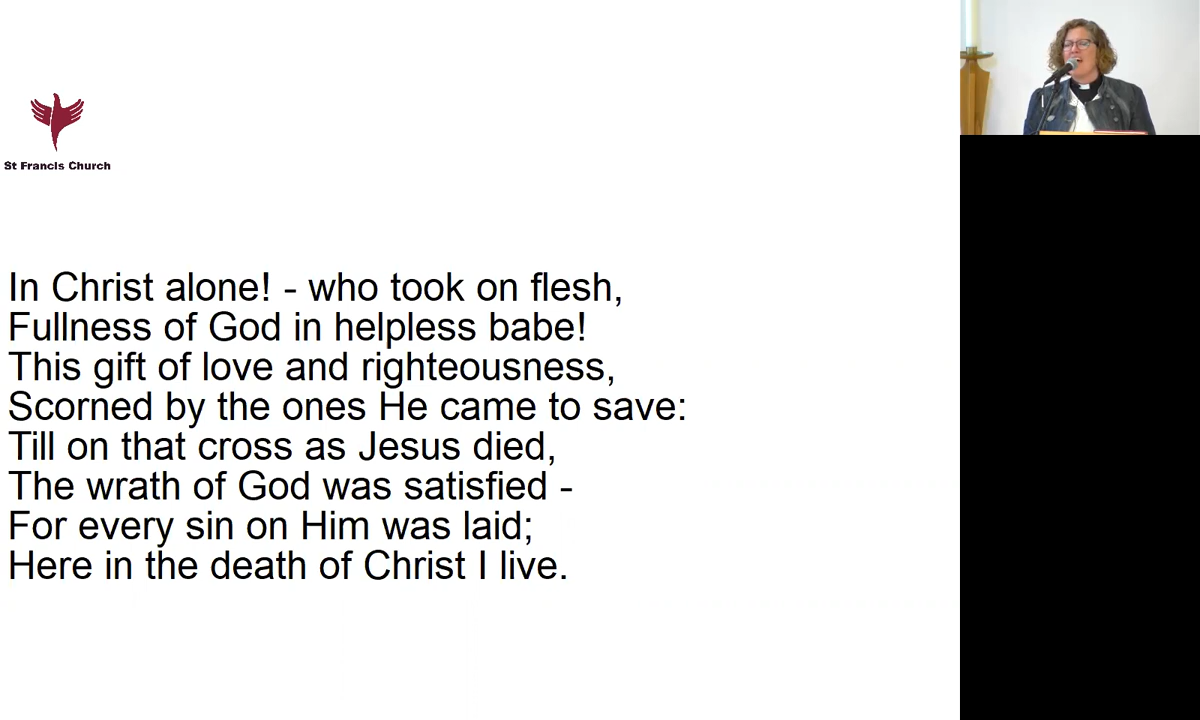 St Francis Church
In Christ alone! - who took on flesh,
Fullness of God in helpless babe!
This gift of love and righteousness,
Scorned by the ones He came to save:
Till on that cross as Jesus died,
The wrath of God was satisfied -
For every sin on Him was laid;
Here in the death of Christ I live.